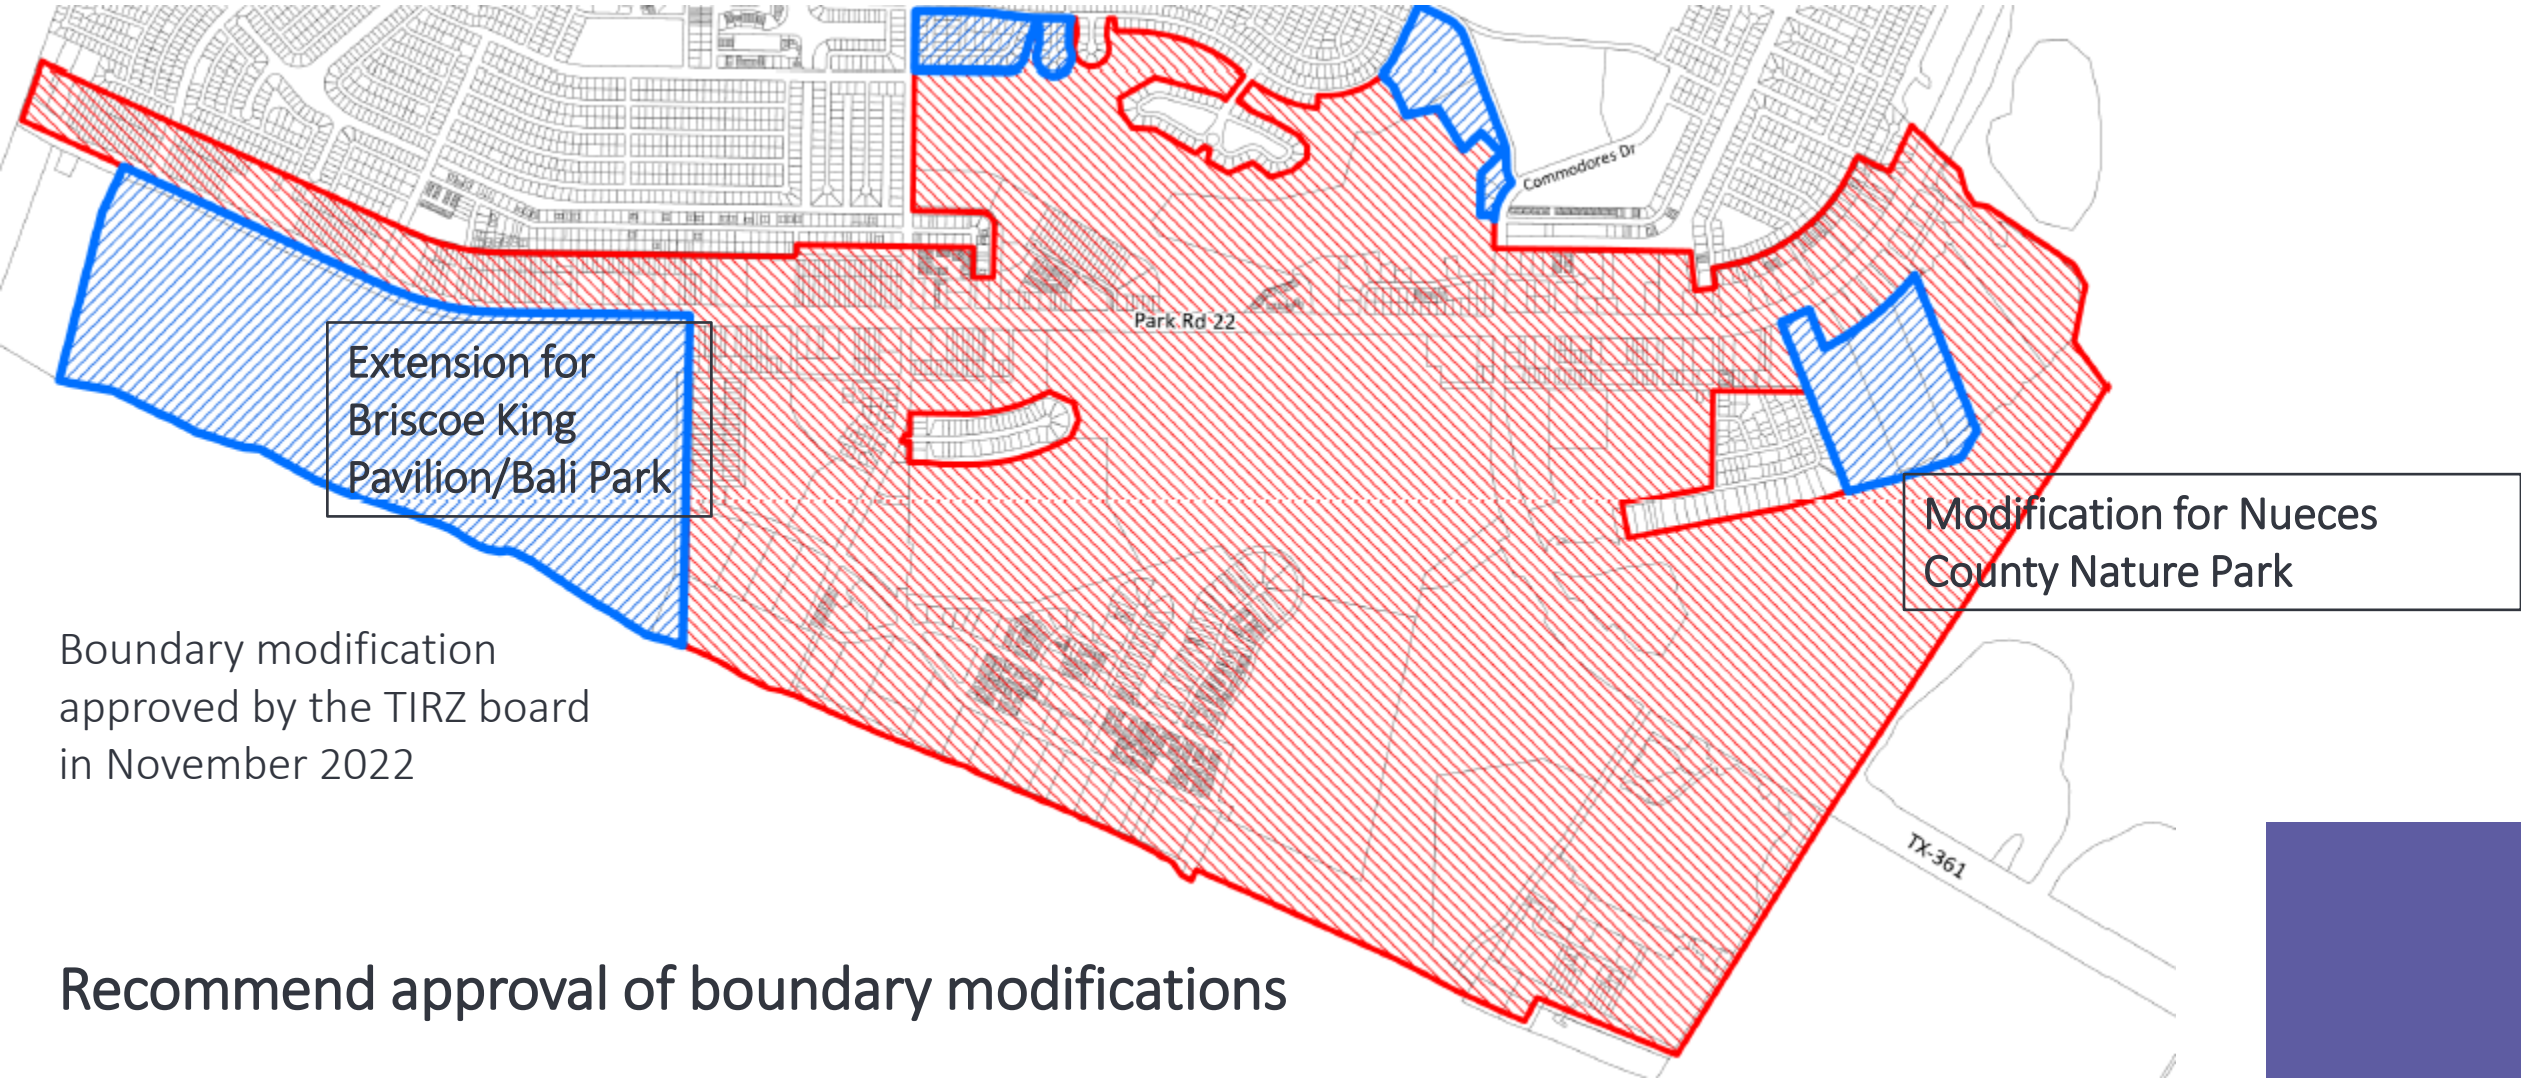 Commodores Dr
Park Rd 22
Extension for
Briscoe King
Pavilion/Bali Park
Modification for Nueces
County Nature Park
Boundary modification
approved by the TIRZ board
in November 2022
TX-361
Recommend approval of boundary modifications